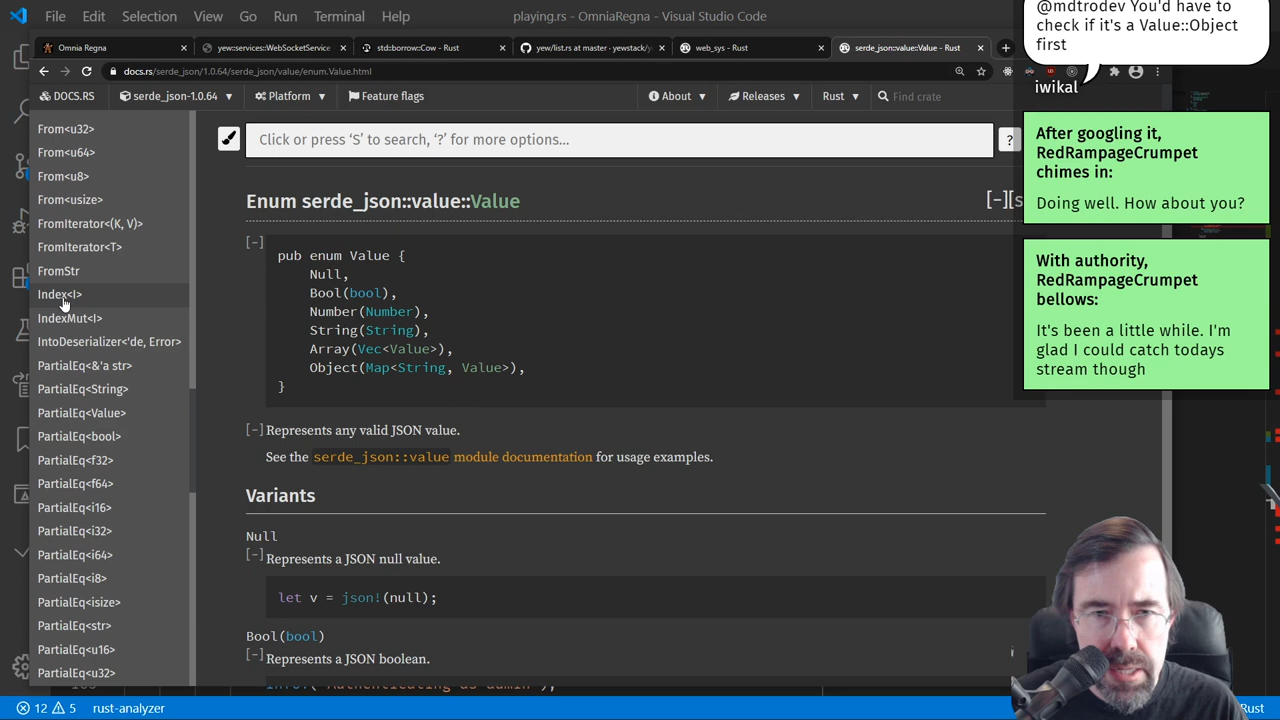 File Edit Selection View Go Run Terminal Help
playing.rs - OmniaRegna - Visual Studio Code
Omnia Regna
yew:services::WebSocketService
std:borrow::Cow - Rust
yew/list.rs at master · yewstack/y
web_sys - Rust
serde_json::value::Value - Rust
docs.rs/serde_json/1.0.64/serde_json/value/enum.Value.html
DOCS.RS
serde_json-1.0.64
Platform
Feature flags
About
Releases
Rust
Find crate
From<u32>
From<u64>
From<u8>
From<usize>
FromIterator<(K, V)>
FromIterator<T>
FromStr
Index<I>
IndexMut<I>
IntoDeserializer<'de, Error>
PartialEq<&'a str>
PartialEq<String>
PartialEq<Value>
PartialEq<bool>
PartialEq<f32>
PartialEq<f64>
PartialEq<i16>
PartialEq<i32>
PartialEq<i64>
PartialEq<i8>
PartialEq<isize>
PartialEq<str>
PartialEq<u16>
PartialEq<u32>
Click or press ‘S’ to search, ‘?’ for more options…
?
Enum serde_json::value::Value
[-][s
[-]
pub enum Value {
Null,
Bool(bool),
Number(Number),
String(String),
Array(Vec<Value>),
Object(Map<String, Value>),
}
[-] Represents any valid JSON value.
See the serde_json::value module documentation for usage examples.
Variants
Null
[-] Represents a JSON null value.
let v = json!(null);
Bool(bool)
[-] Represents a JSON boolean.
info!("Authenticating as admin");
@mdtrodev You'd have to
check if it's a Value::Object
first
iwikal
After googling it,
RedRampageCrumpet
chimes in:
Doing well. How about you?
With authority,
RedRampageCrumpet
bellows:
It's been a little while. I'm
glad I could catch todays
stream though
12 5 rust-analyzer
Rust